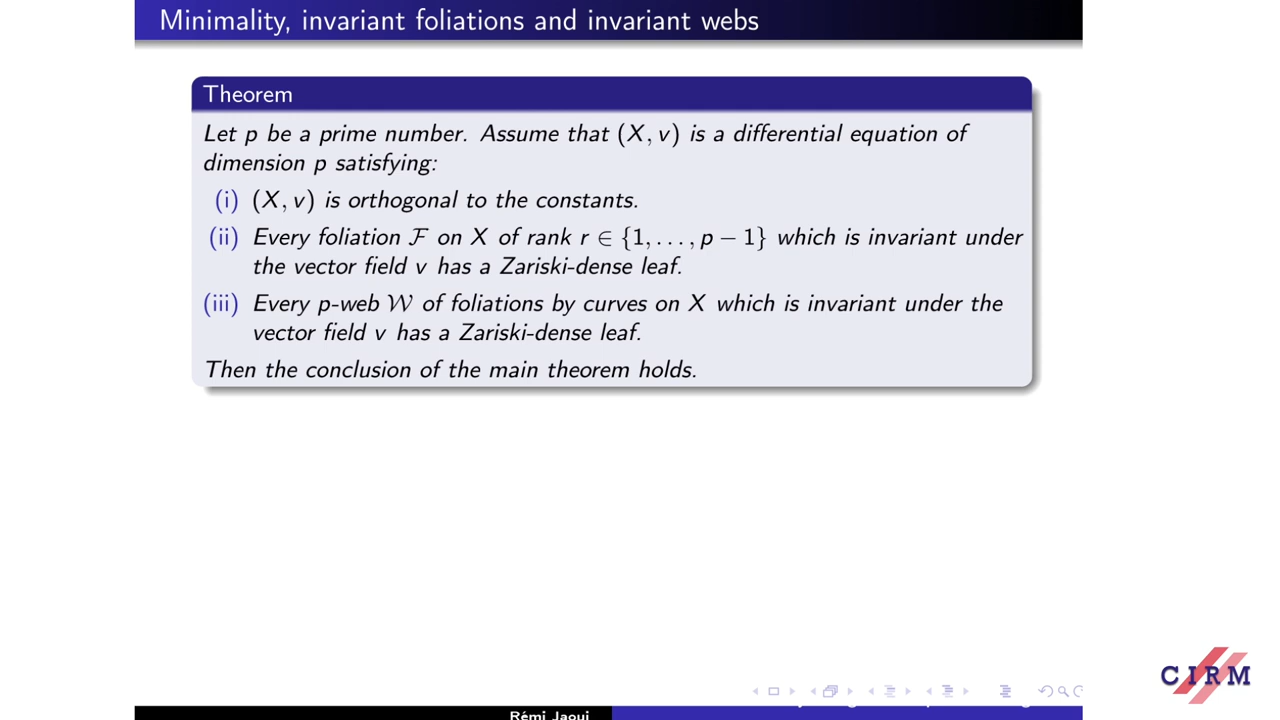 Minimality, invariant foliations and invariant webs
Theorem
Let p be a prime number. Assume that (X, v) is a differential equation of
dimension p satisfying:
(i) (X, v) is orthogonal to the constants.
(ii) Every foliation ℱ on X of rank r ∈ {1, . . . , p − 1} which is invariant under
the vector field v has a Zariski-dense leaf.
(iii) Every p-web 𝒲 of foliations by curves on X which is invariant under the
vector field v has a Zariski-dense leaf.
Then the conclusion of the main theorem holds.
CIRM
Rémi Jaoui